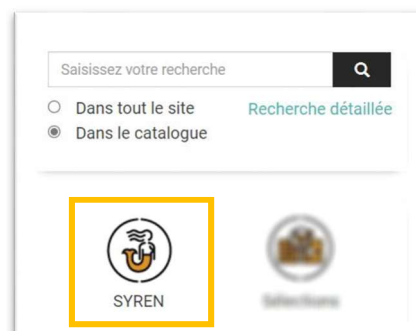 Saisissez votre recherche
Dans tout le site
Recherche détaillée
Dans le catalogue
SYREN